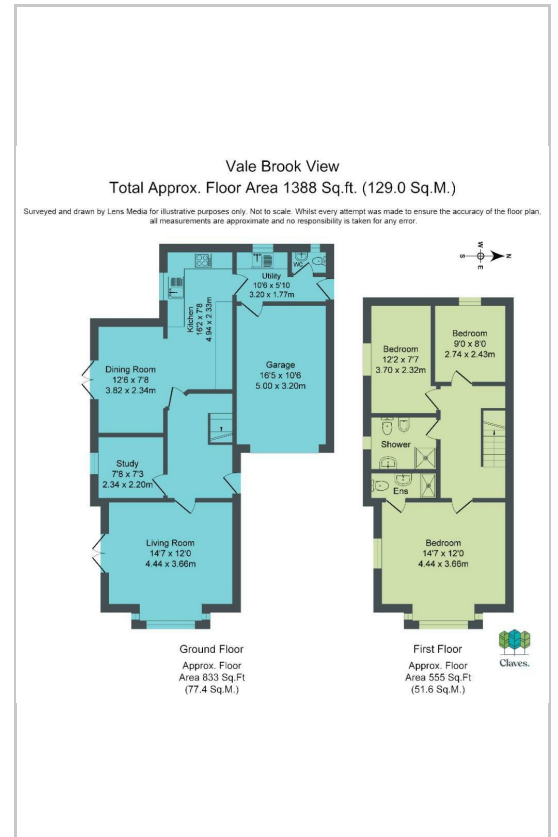 Vale Brook View
Total Approx. Floor Area 1388 Sq.ft. (129.0 Sq.M.)
Surveyed and drawn by Lens Media for illustrative purposes only. Not to scale. Whilst every attempt was made to ensure the accuracy of the floor plan,
all measurements are approximate and no responsibility is taken for any error.
W
S
N
E
WC
Utility
10'6 x 5'10
3.20 x 1.77m
Kitchen
16'2 x 7'8
4.94 x 2.33m
Garage
16'5 x 10'6
5.00 x 3.20m
Dining Room
12'6 x 7'8
3.82 x 2.34m
Study
7'8 x 7'3
2.34 x 2.20m
Living Room
14'7 x 12'0
4.44 x 3.66m
Bedroom
9'0 x 8'0
2.74 x 2.43m
Bedroom
12'2 x 7'7
3.70 x 2.32m
Shower
Ens
Bedroom
14'7 x 12'0
4.44 x 3.66m
Ground Floor
Approx. Floor
Area 833 Sq.Ft
(77.4 Sq.M.)
First Floor
Approx. Floor
Area 555 Sq.Ft
(51.6 Sq.M.)
Claves.